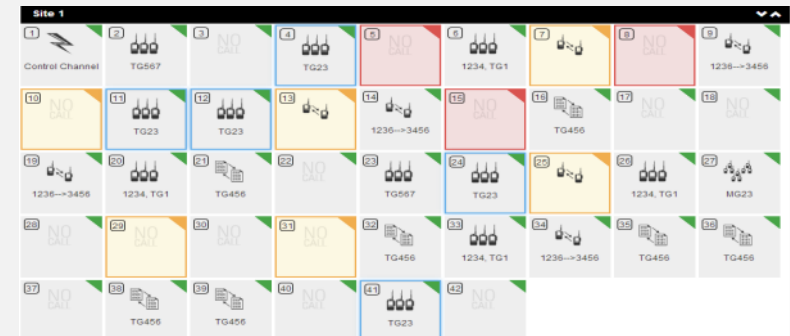 Site 1
1 2 3 NO CALL 4 5 NO CALL 6 7 8 NO CALL 9
Control Channel TG567 TG23 1234, TG1 1236-->3456
10 NO CALL 11 12 13 14 15 NO CALL 16 17 NO CALL 18 NO CALL
TG23 TG23 1236-->3456 TG456
19 20 21 22 NO CALL 23 24 25 26 27
1236-->3456 1234, TG1 TG456 TG567 TG23 1234, TG1 MG23
28 NO CALL 29 NO CALL 30 NO CALL 31 NO CALL 32 33 34 35 36
TG456 1234, TG1 1236-->3456 TG456 TG456
37 NO CALL 38 39 40 NO CALL 41 42 NO CALL
TG456 TG456 TG23